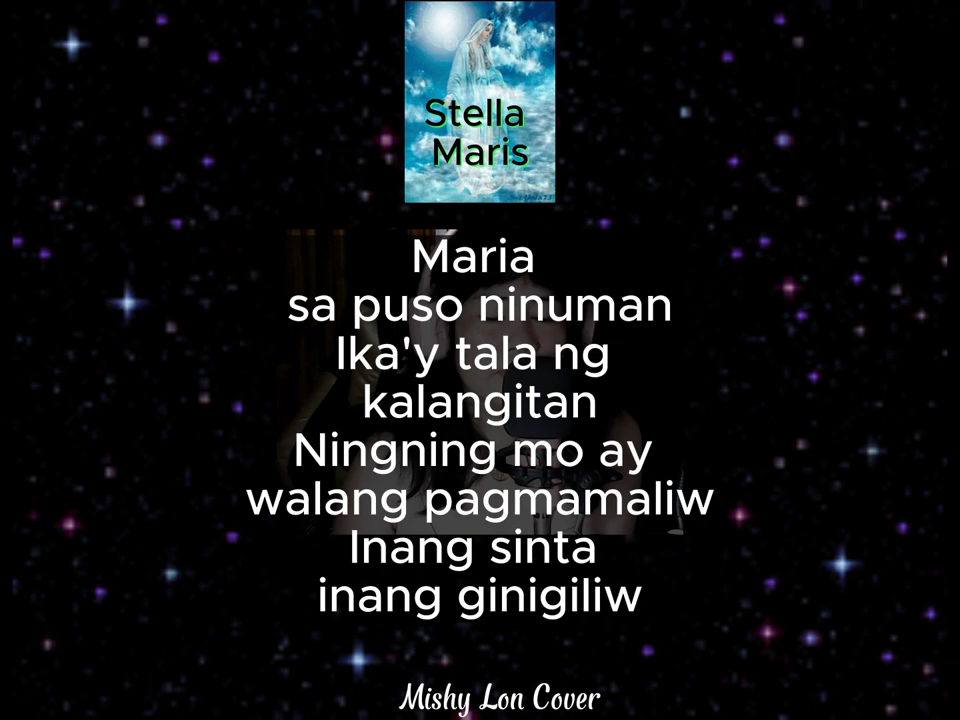 Stella
Maris
Maria
sa puso ninuman
Ika'y tala ng
kalangitan
Ningning mo ay
walang pagmamaliw
Inang sinta
inang ginigiliw
Mishy Lon Cover